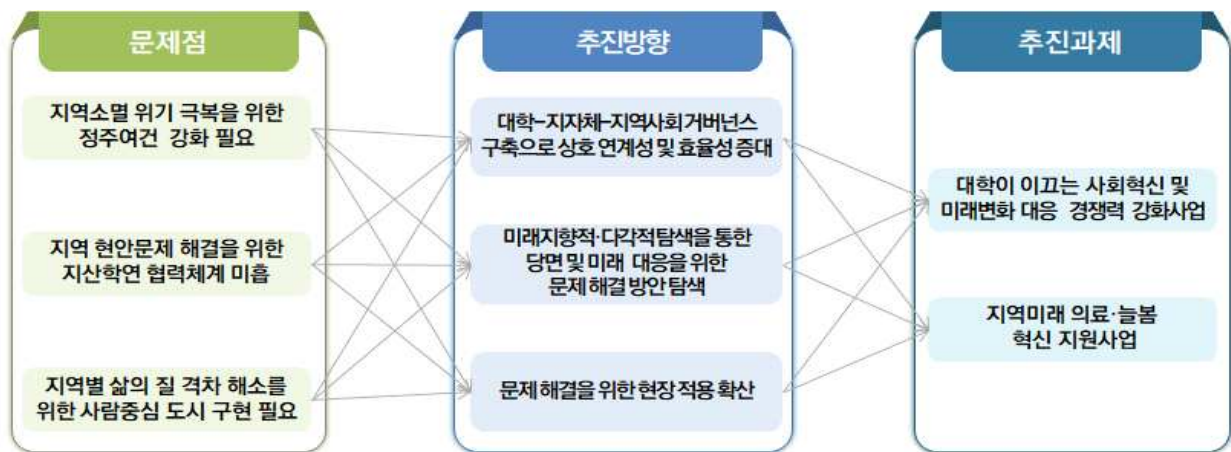 문제점
지역소멸 위기 극복을 위한
정주여건 강화 필요
지역 현안문제 해결을 위한
지산학연 협력체계 미흡
지역별 삶의 질 격차 해소를
위한 사람중심 도시 구현 필요
추진방향
대학-지자체-지역사회 거버넌스
구축으로 상호 연계성 및 효율성 증대
미래지향적·다각적 탐색을 통한
당면 및 미래 대응을 위한
문제 해결 방안 탐색
문제 해결을 위한 현장 적용 확산
추진과제
대학이 이끄는 사회혁신 및
미래변화 대응 경쟁력 강화사업
지역미래 의료·늘봄
혁신 지원사업